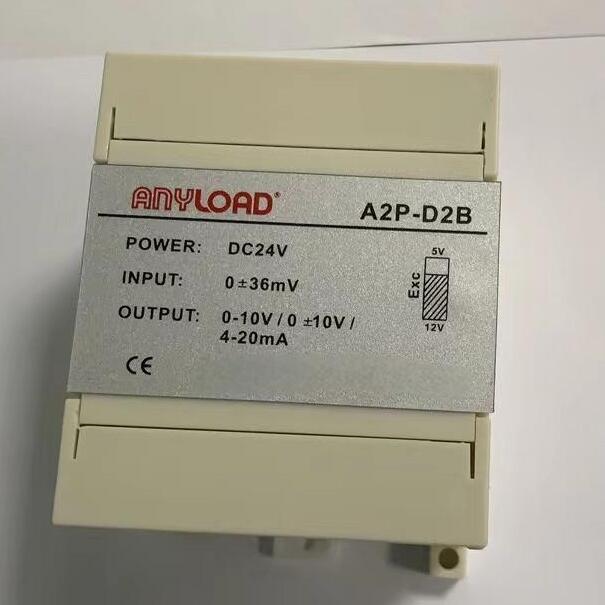 ANYLOAD®
A2P-D2B
POWER: DC24V
INPUT: 0±36mV
OUTPUT: 0-10V / 0 ±10V /
4-20mA
5V
Exc
12V
CE